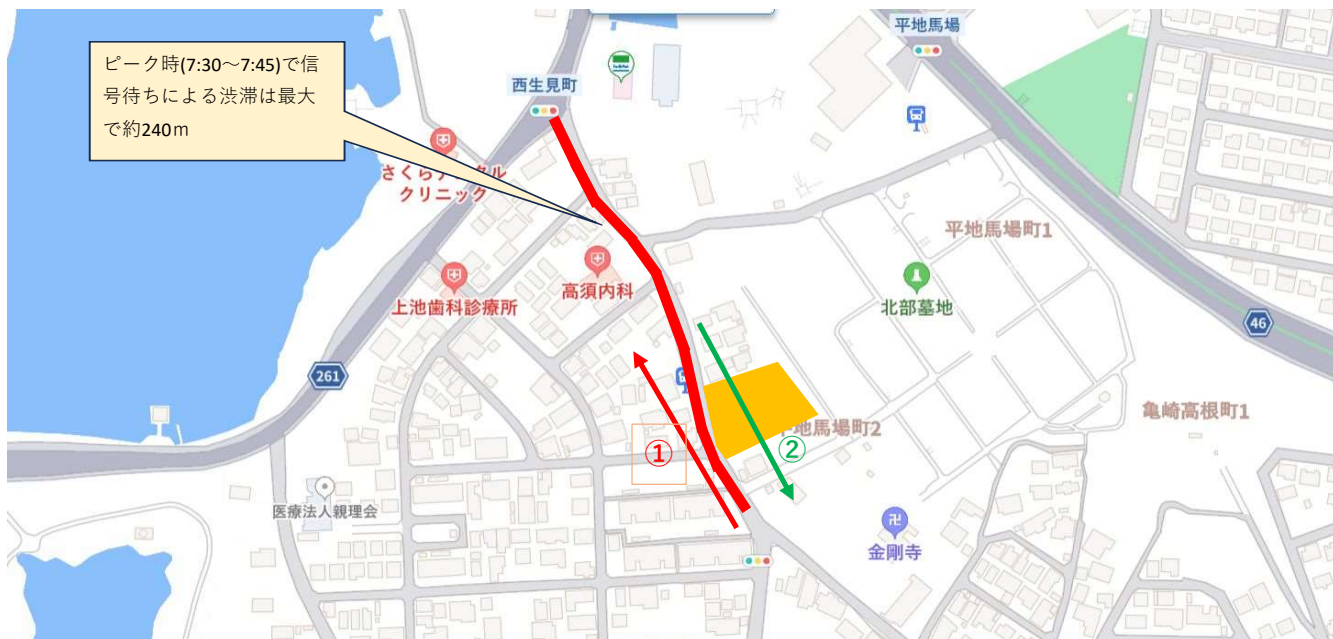 ピーク時(7:30～7:45)で信
号待ちによる渋滞は最大
で約240ｍ
平地馬場
西生見町
クリニック
高須内科
上池歯科診療所
平地馬場町1
北部墓地
46
261
亀崎高根町1
平地馬場町2
①
②
医療法人親理会
卍
金剛寺